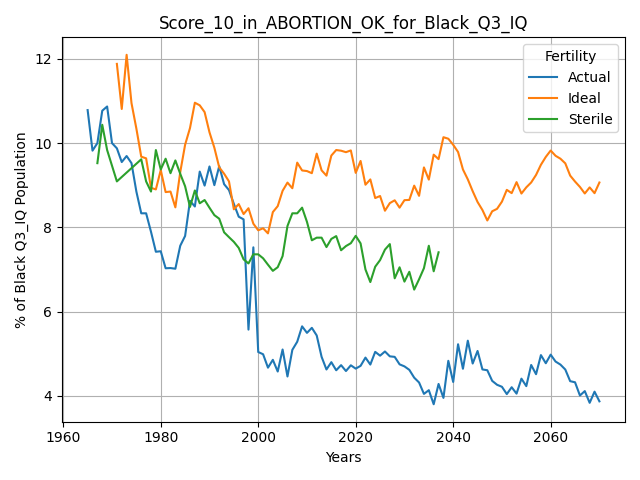 Score_10_in_ABORTION_OK_for_Black_Q3_IQ
Fertility
Actual
Ideal
Sterile
% of Black Q3_IQ Population
12
10
8
6
4
1960
1980
2000
2020
2040
2060
Years